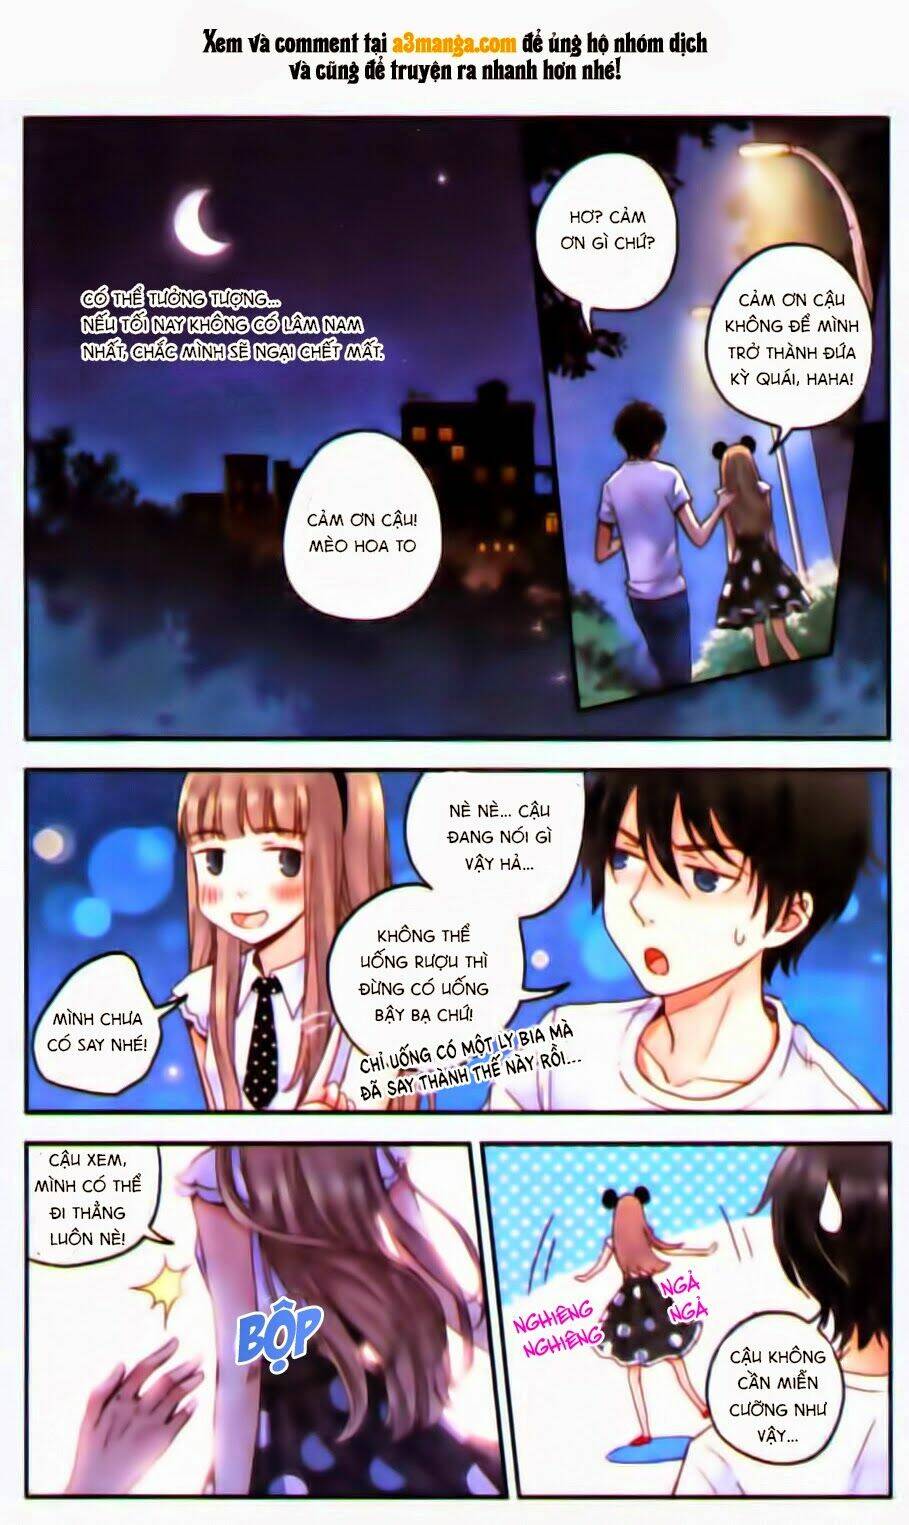 Xem và comment tại a3manga.com để ủng hộ nhóm dịch
và cũng để truyện ra nhanh hơn nhé!
CÓ THỂ TƯỞNG TƯỢNG...
NẾU TỐI NAY KHÔNG CÓ LÂM NAM
NHẤT, CHẮC MÌNH SẼ NGẠI CHẾT MẤT.
CẢM ƠN CẬU!
MÈO HOA TO
HƠ? CẢM
ƠN GÌ CHỨ?
CẢM ƠN CẬU
KHÔNG ĐỂ MÌNH
TRỞ THÀNH ĐỨA
KỲ QUÁI, HAHA!
NÈ NÈ... CẬU
ĐANG NÓI GÌ
VẬY HẢ...
KHÔNG THỂ
UỐNG RƯỢU THÌ
ĐỪNG CÓ UỐNG
BẬY BẠ CHỨ!
MÌNH CHƯA
CÓ SAY NHÉ!
CHỈ UỐNG CÓ MỘT LY BIA MÀ
ĐÃ SAY THÀNH THẾ NÀY RỒI...
CẬU XEM,
MÌNH CÓ THỂ
ĐI THẲNG
LUÔN NÈ!
BỘP
NGHIÊNG
NGHIÊNG
NGẢ
NGẢ
CẬU KHÔNG
CẦN MIỄN
CƯỠNG NHƯ
VẬY...